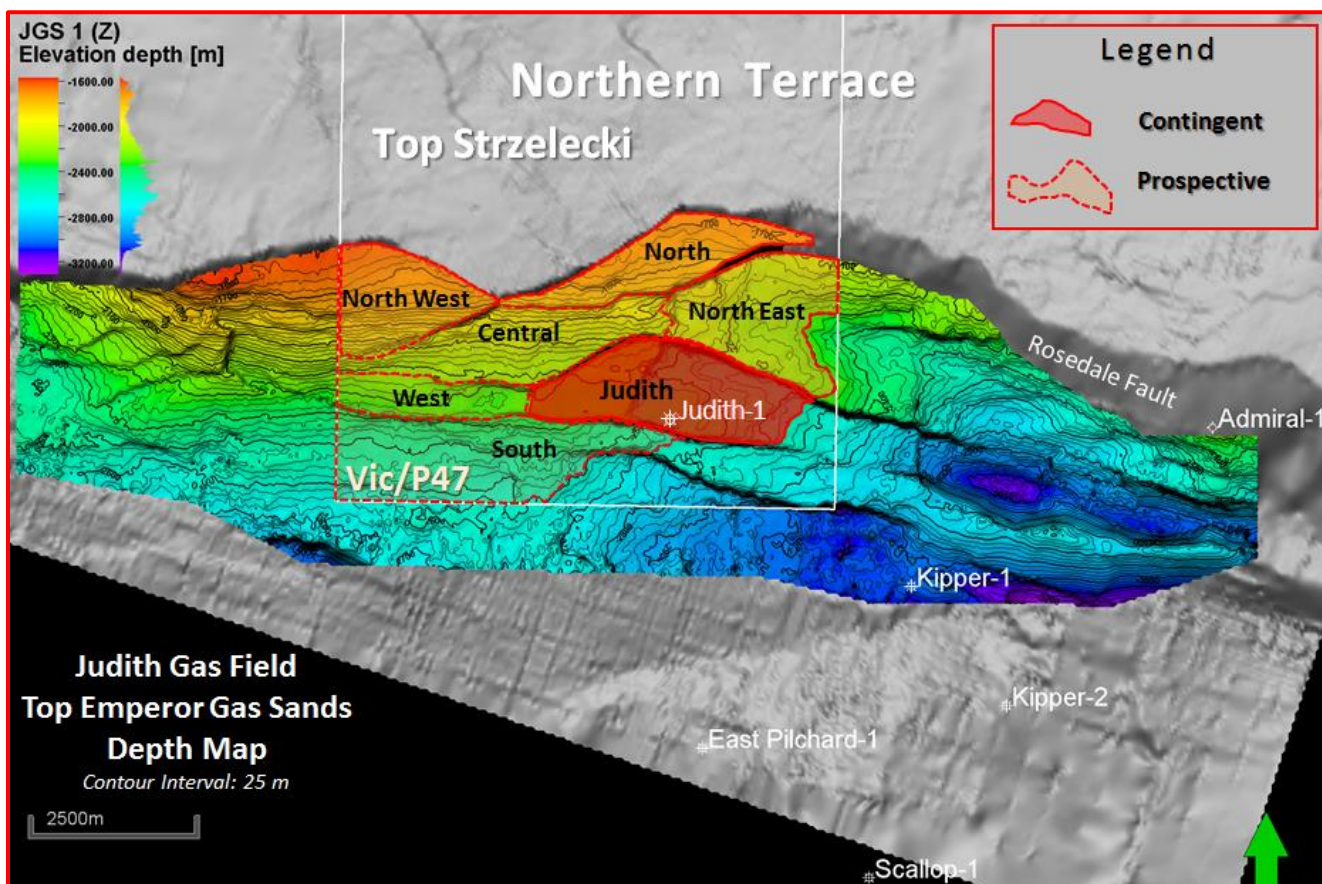 JGS 1 (Z)
Elevation depth [m]
-1600.00
-2000.00
-2400.00
-2800.00
-3200.00
Northern Terrace
Top Strzelecki
Legend
Contingent
Prospective
North
North West
North East
Central
West
Judith
Judith-1
South
Vic/P47
Rosedale Fault
Admiral-1
Kipper-1
Kipper-2
East Pilchard-1
Scallop-1
Judith Gas Field
Top Emperor Gas Sands
Depth Map
Contour Interval: 25 m
2500m